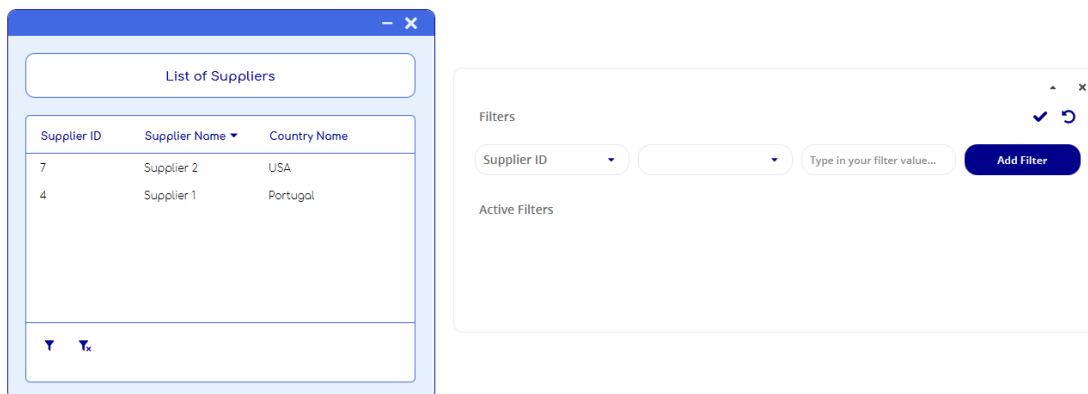 List of Suppliers
Supplier ID Supplier Name Country Name
7 Supplier 2 USA
4 Supplier 1 Portugal
Filters
Supplier ID Type in your filter value... Add Filter
Active Filters